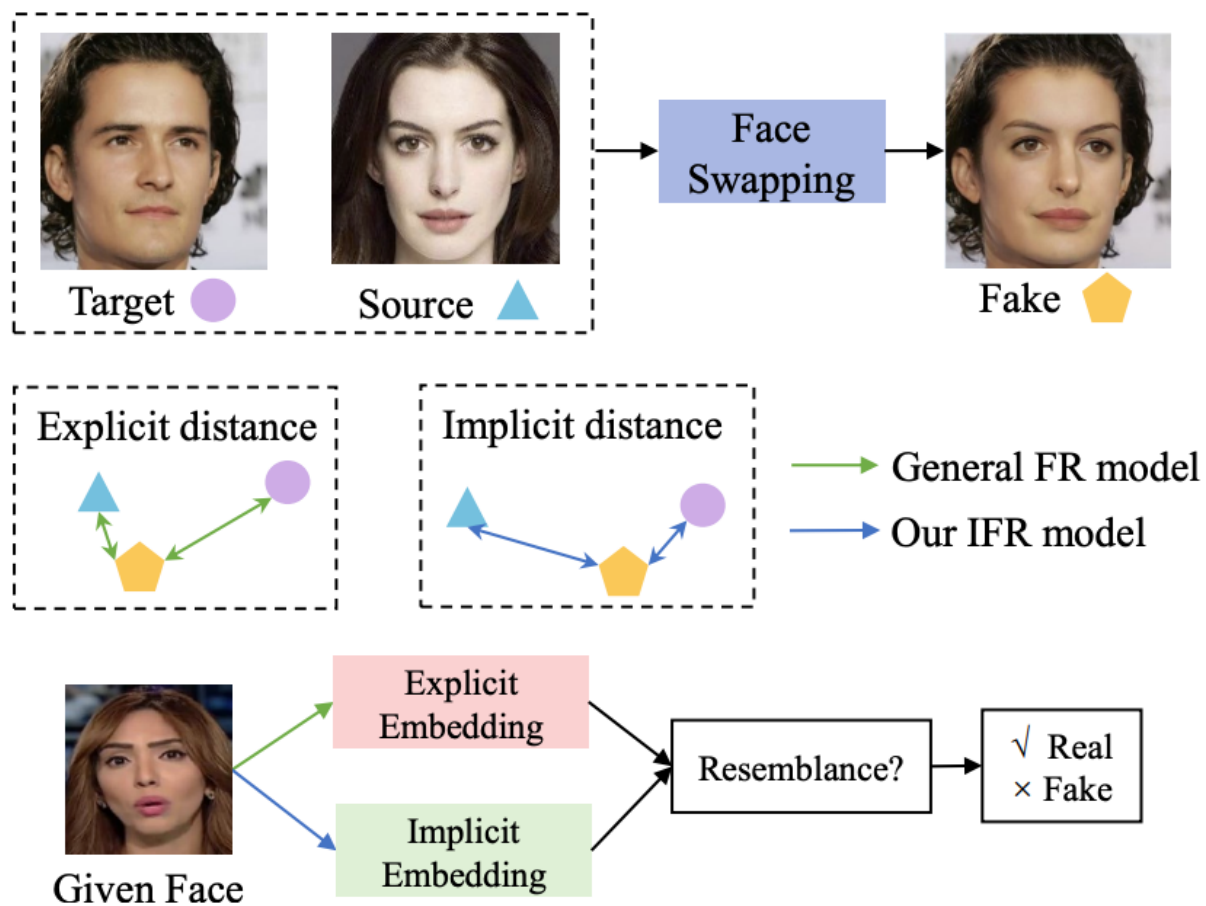 Target
Source
Face
Swapping
Fake
Explicit distance
Implicit distance
General FR model
Our IFR model
Explicit
Embedding
Implicit
Embedding
Resemblance?
√ Real
× Fake
Given Face